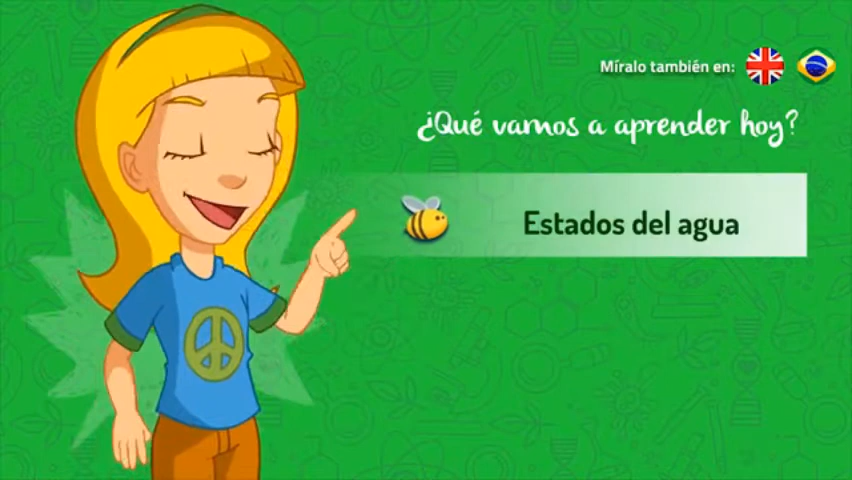 Míralo también en:
¿Qué vamos a aprender hoy?
Estados del agua